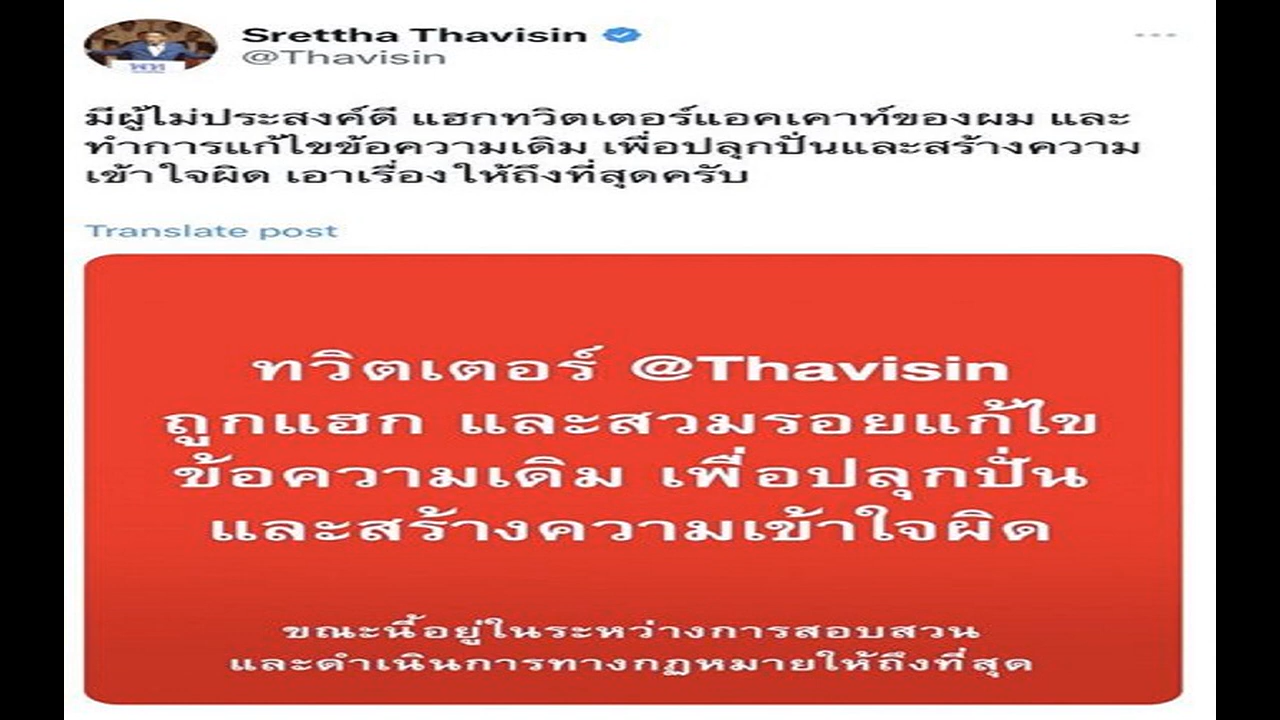 Srettha Thavisin
@Thavisin
มีผู้ไม่ประสงค์ดี แฮกทวิตเตอร์แอคเคาท์ของผม และ
ทำการแก้ไขข้อความเดิม เพื่อปลุกปั่นและสร้างความ
เข้าใจผิด เอาเรื่องให้ถึงที่สุดครับ
Translate post
ทวิตเตอร์ @Thavisin
ถูกแฮก และสวมรอยแก้ไข
ข้อความเดิม เพื่อปลุกปั่น
และสร้างความเข้าใจผิด
ขณะนี้อยู่ในระหว่างการสอบสวน
และดำเนินการทางกฎหมายให้ถึงที่สุด